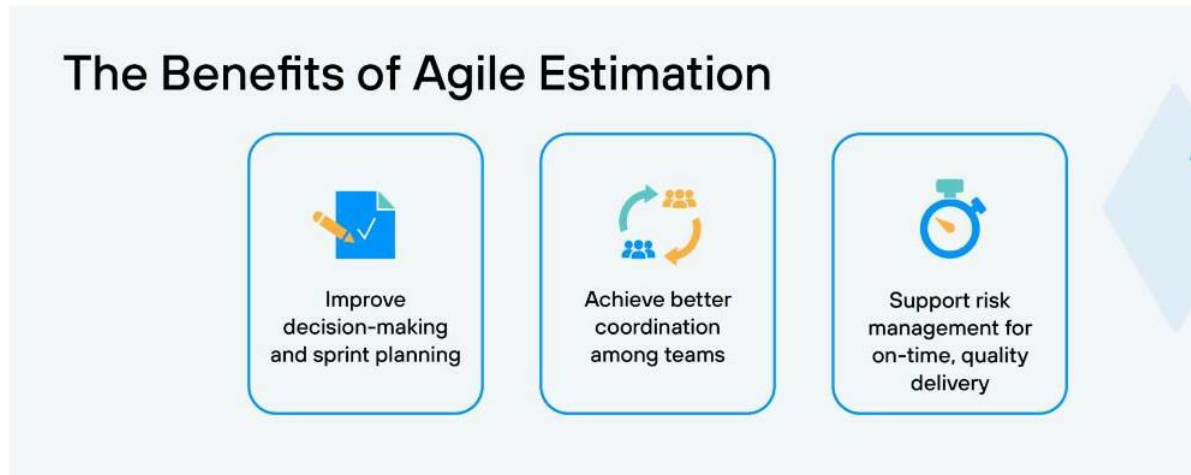 The Benefits of Agile Estimation
Improve
decision-making
and sprint planning
Achieve better
coordination
among teams
Support risk
management for
on-time, quality
delivery